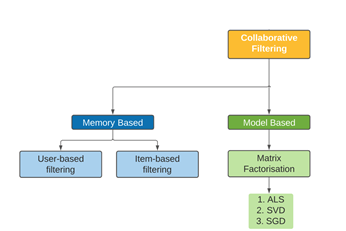 Collaborative
Filtering
Memory Based
Model Based
User-based
filtering
Item-based
filtering
Matrix
Factorisation
1. ALS
2. SVD
3. SGD